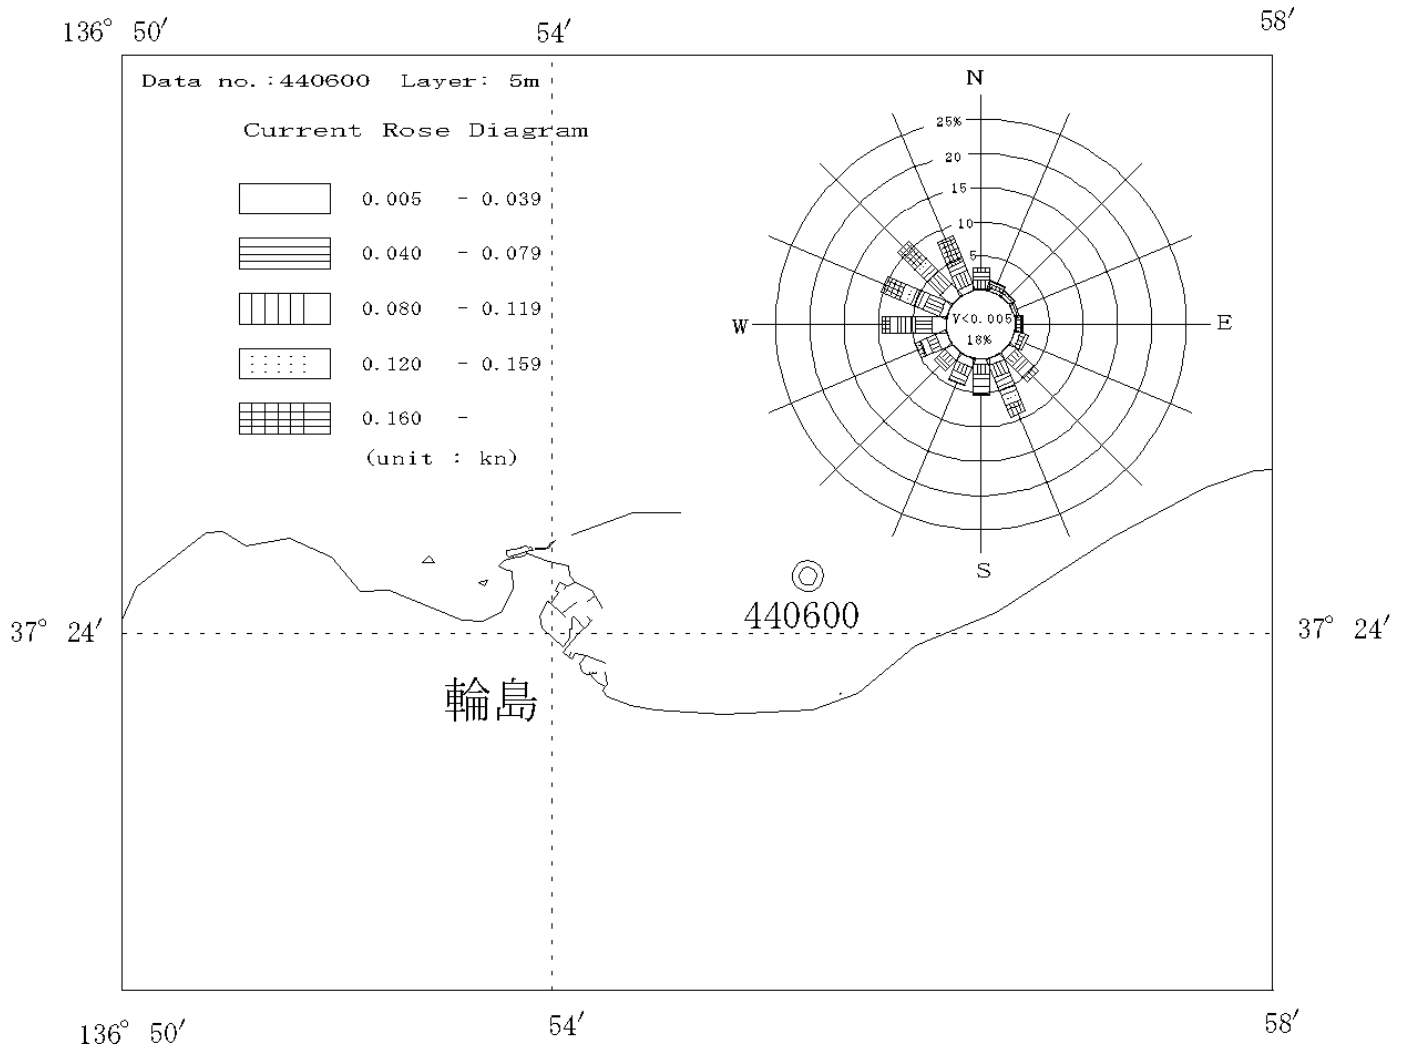 136° 50′ 54′ 58′
Data no.:440600 Layer: 5m
Current Rose Diagram
0.005 - 0.039
0.040 - 0.079
0.080 - 0.119
0.120 - 0.159
0.160 -
(unit : kn)
N
25%
20
15
10
5
W
V<0.005
18%
E
S
440600
37° 24′
37° 24′
輪島
136° 50′ 54′ 58′